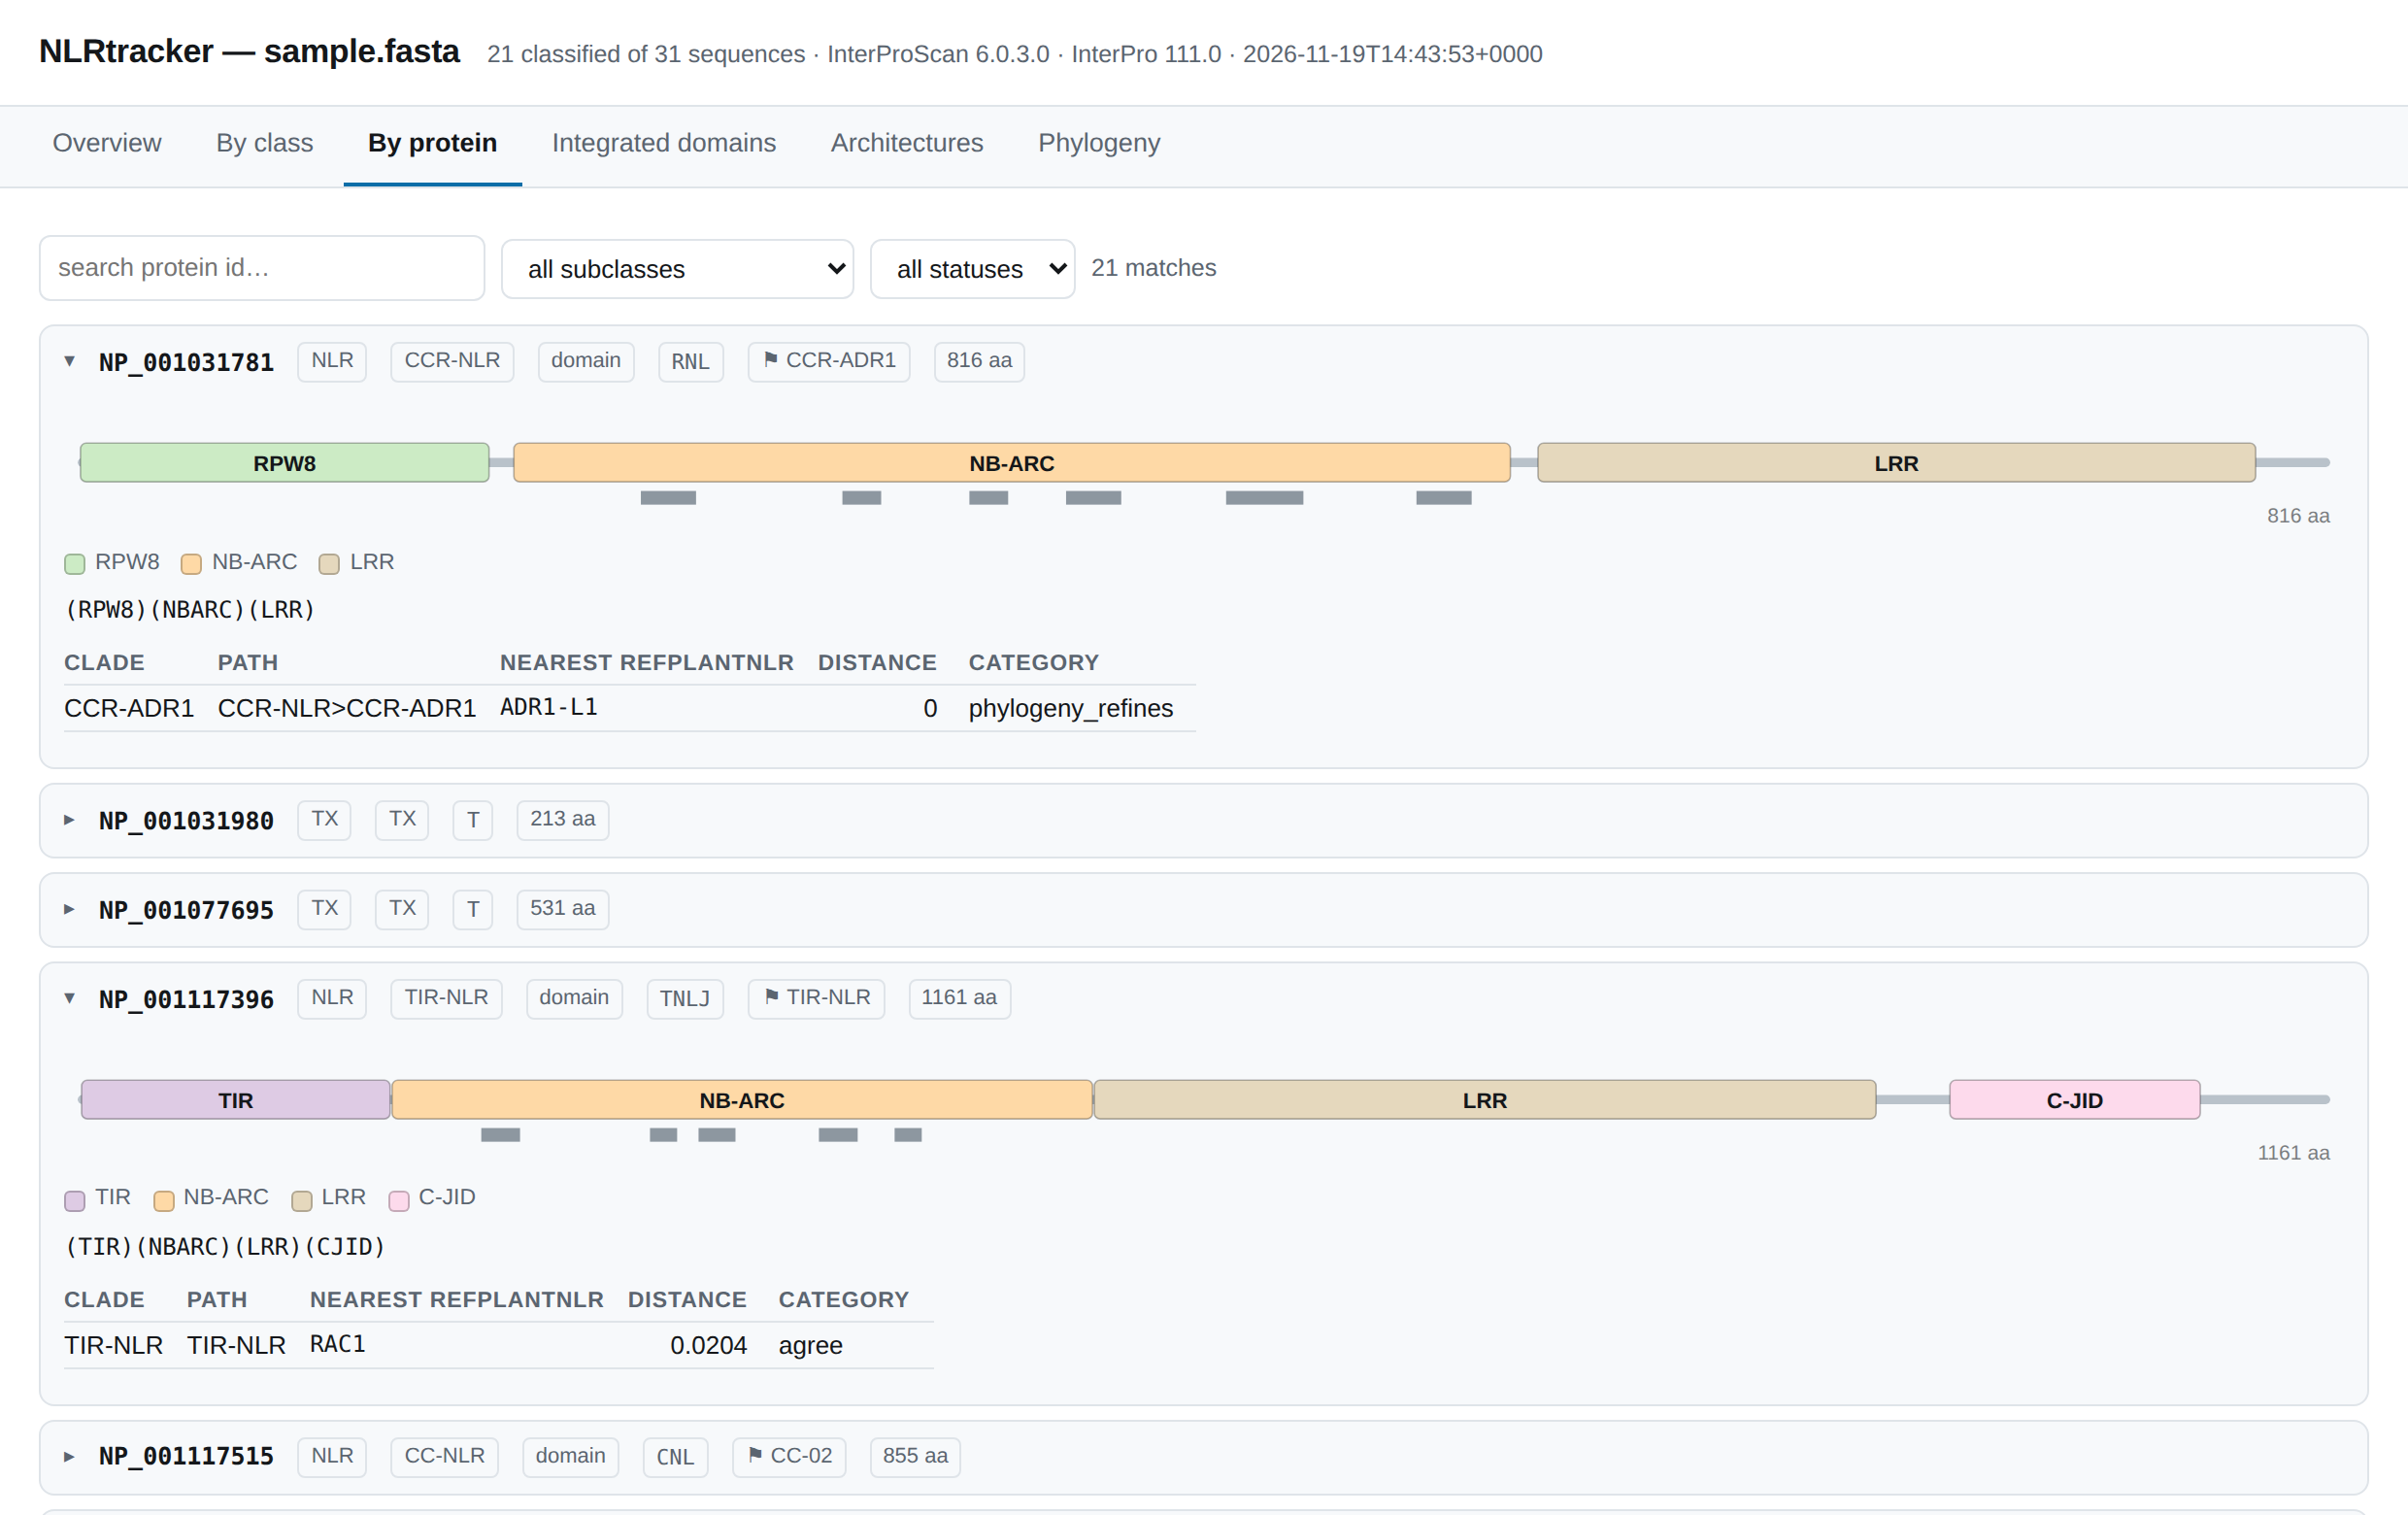 NLRtracker — sample.fasta 21 classified of 31 sequences · InterProScan 6.0.3.0 · InterPro 111.0 · 2026-11-19T14:43:53+0000
Overview By class By protein Integrated domains Architectures Phylogeny
search protein id… all subclasses all statuses 21 matches
▾ NP_001031781 NLR CCR-NLR domain RNL ⚑ CCR-ADR1 816 aa
RPW8 NB-ARC LRR
816 aa
RPW8 NB-ARC LRR
(RPW8)(NBARC)(LRR)
CLADE PATH NEAREST REFPLANTNLR DISTANCE CATEGORY
CCR-ADR1 CCR-NLR>CCR-ADR1 ADR1-L1 0 phylogeny_refines
▸ NP_001031980 TX TX T 213 aa
▸ NP_001077695 TX TX T 531 aa
▾ NP_001117396 NLR TIR-NLR domain TNLJ ⚑ TIR-NLR 1161 aa
TIR NB-ARC LRR C-JID
1161 aa
TIR NB-ARC LRR C-JID
(TIR)(NBARC)(LRR)(CJID)
CLADE PATH NEAREST REFPLANTNLR DISTANCE CATEGORY
TIR-NLR TIR-NLR RAC1 0.0204 agree
▸ NP_001117515 NLR CC-NLR domain CNL ⚑ CC-02 855 aa